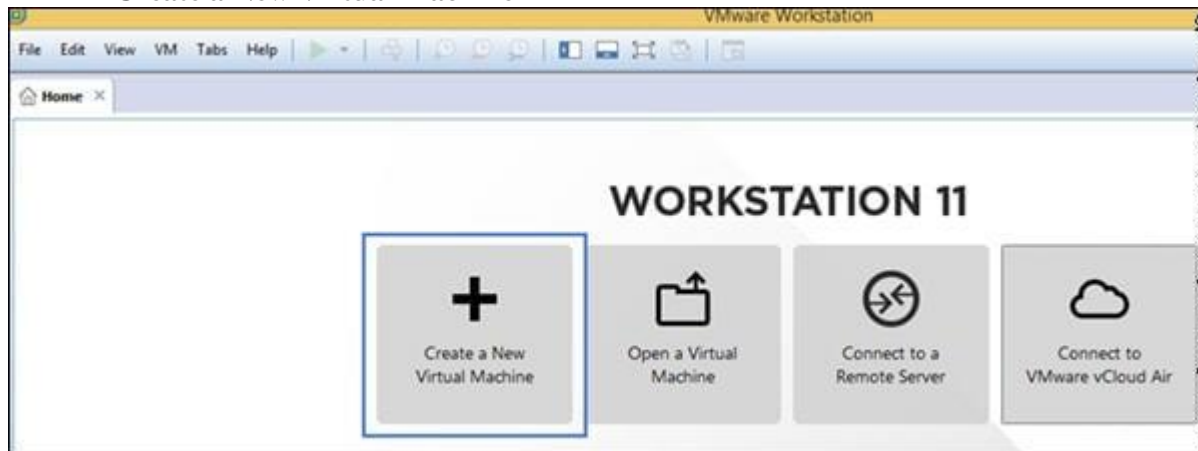 VMware Workstation
File Edit View VM Tabs Help
Home
WORKSTATION 11
Create a New
Virtual Machine
Open a Virtual
Machine
Connect to a
Remote Server
Connect to
VMware vCloud Air